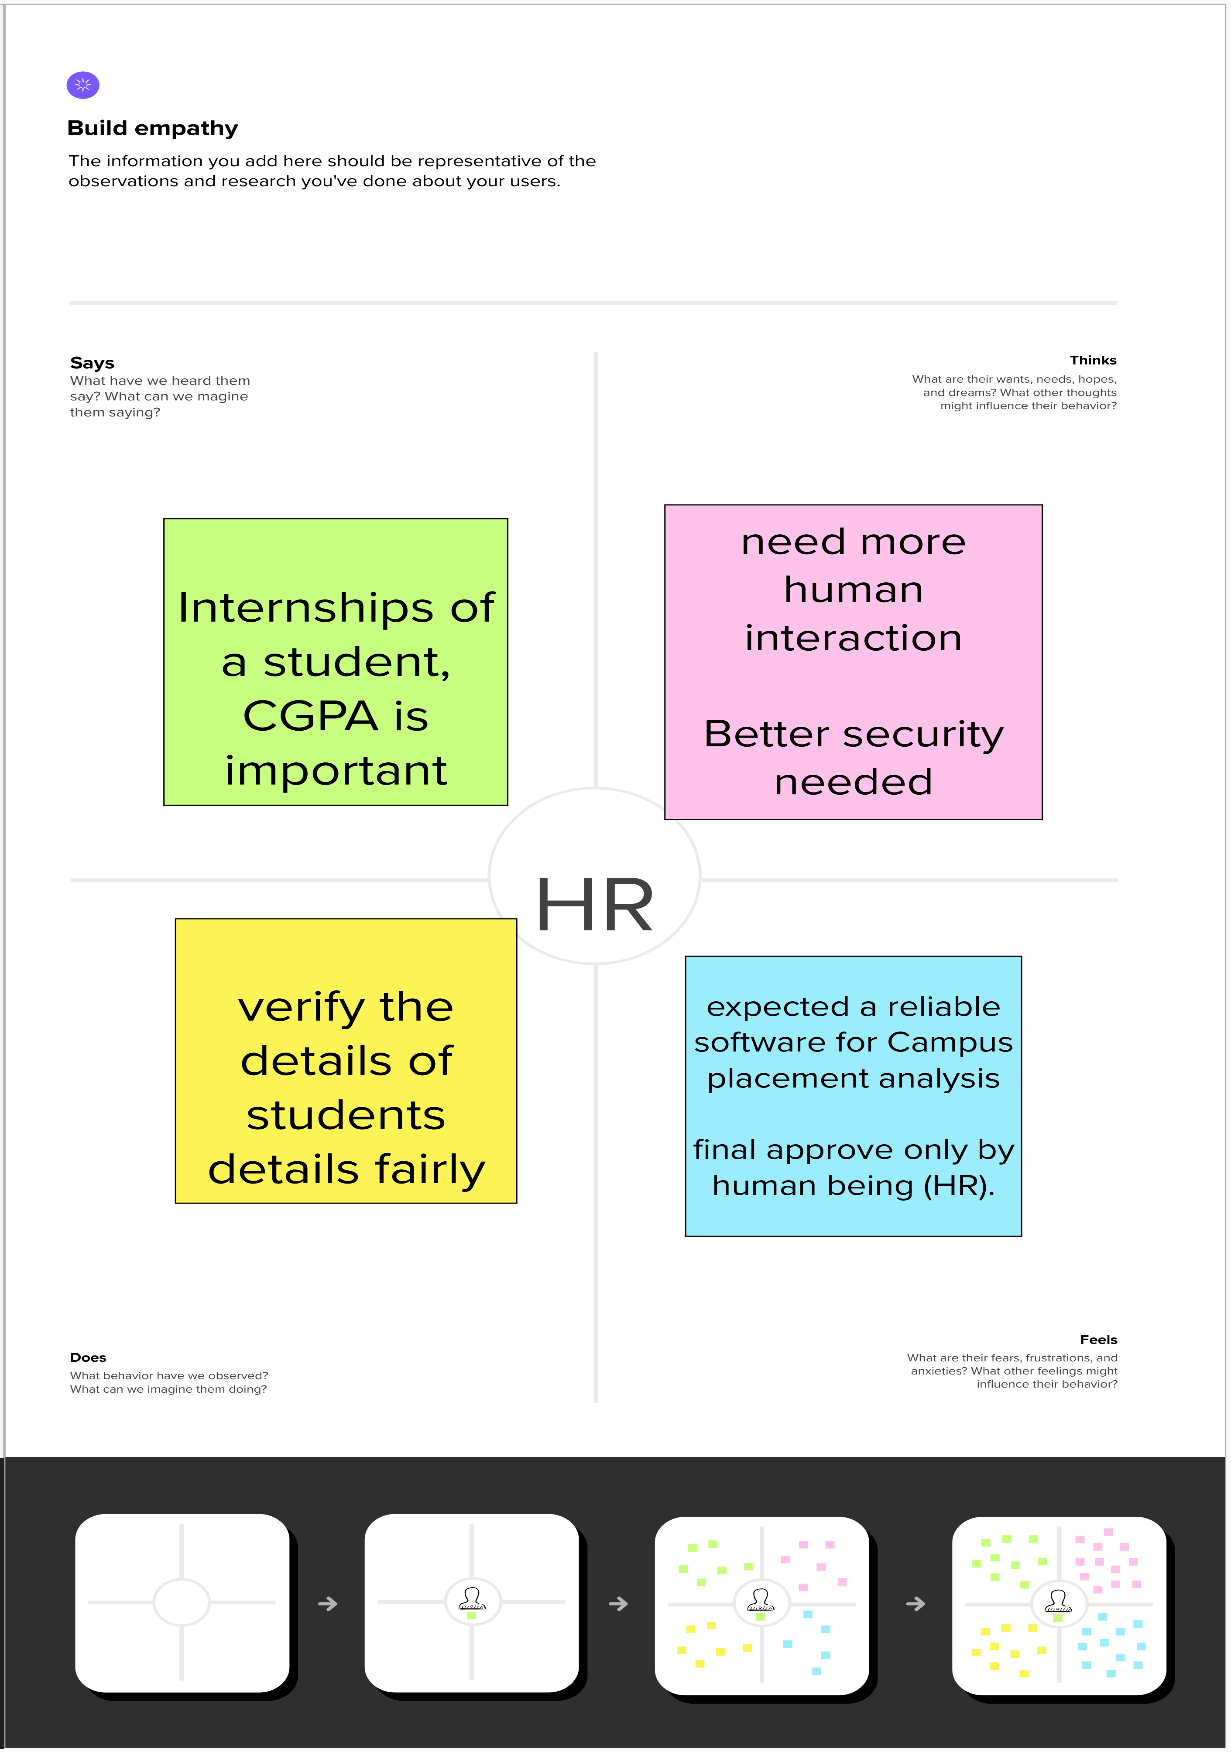 Build empathy
The information you add here should be representative of the
observations and research you've done about your users.
Says
What have we heard them
say? What can we magine
them saying?
Thinks
What are their wants, needs, hopes,
and dreams? What other thoughts
might influence their behavior?
Internships of
a student,
CGPA is
important
need more
human
interaction
Better security
needed
HR
verify the
details of
students
details fairly
expected a reliable
software for Campus
placement analysis
final approve only by
human being (HR).
Does
What behavior have we observed?
What can we imagine them doing?
Feels
What are their fears, frustrations, and
anxieties? What other feelings might
influence their behavior?